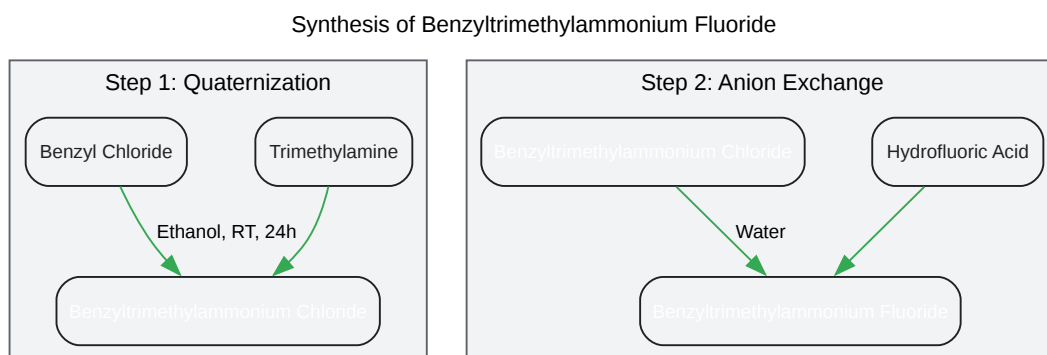 Synthesis of Benzyltrimethylammonium Fluoride
Step 1: Quaternization
Benzyl Chloride
Trimethylamine
Ethanol, RT, 24h
Benzyltrimethylammonium Chloride
Step 2: Anion Exchange
Benzyltrimethylammonium Chloride
Hydrofluoric Acid
Water
Benzyltrimethylammonium Fluoride